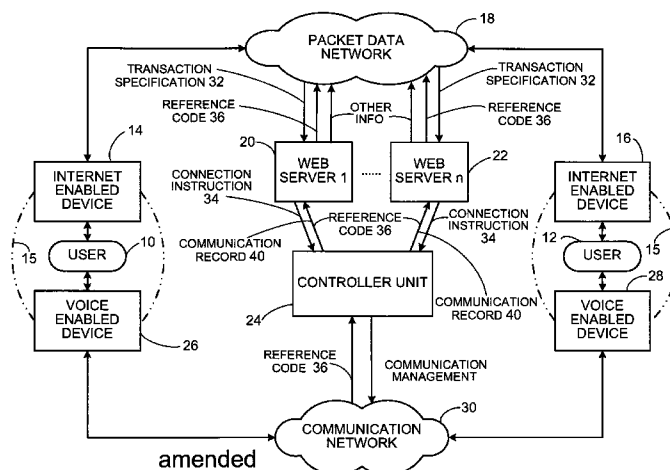 18
PACKET DATA
NETWORK
TRANSACTION
SPECIFICATION 32
TRANSACTION
SPECIFICATION 32
REFERENCE
CODE 36
OTHER
INFO
REFERENCE
CODE 36
14
20
16
INTERNET
ENABLED
DEVICE
CONNECTION
INSTRUCTION
34
WEB
SERVER 1
WEB
SERVER n
22
INTERNET
ENABLED
DEVICE
15
USER
10
COMMUNICATION
RECORD 40
REFERENCE
CODE 36
CONNECTION
INSTRUCTION
34
12
USER
15
VOICE
ENABLED
DEVICE
26
24
CONTROLLER UNIT
COMMUNICATION
RECORD 40
28
VOICE
ENABLED
DEVICE
REFERENCE
CODE 36
COMMUNICATION
MANAGEMENT
30
COMMUNICATION
NETWORK
amended